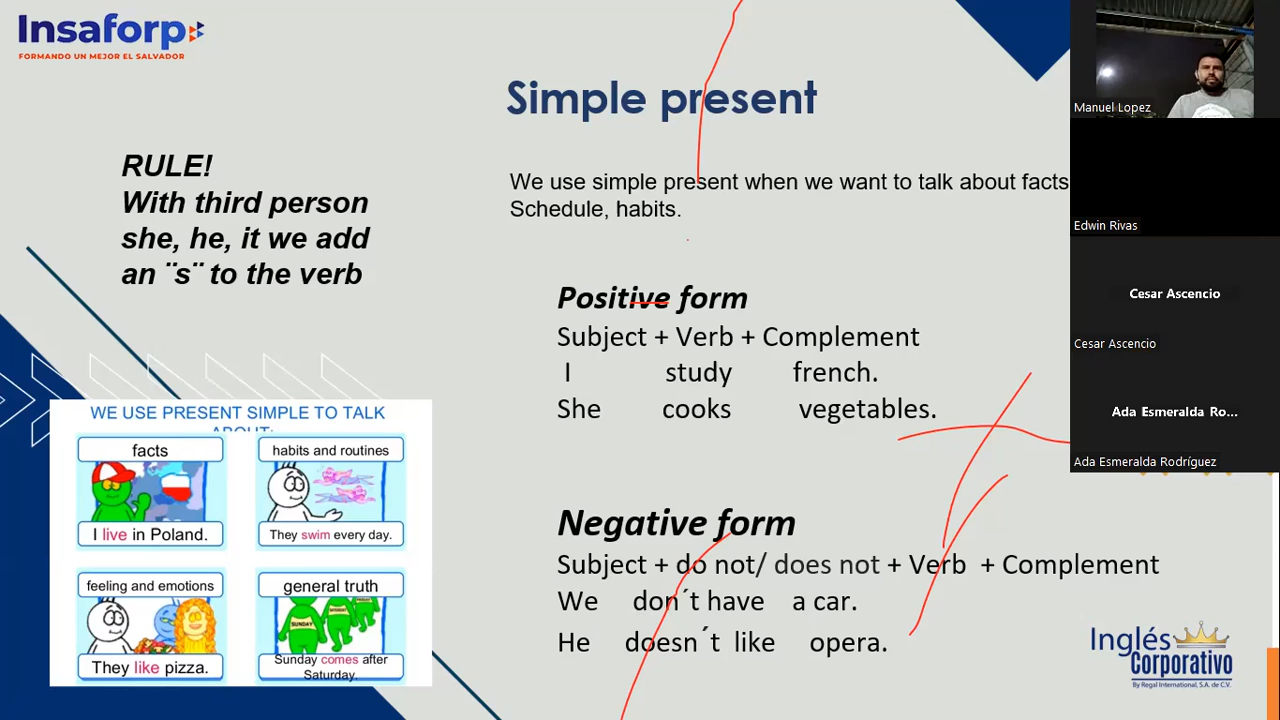 Insaforp
FORMANDO UN MEJOR EL SALVADOR
Simple present
RULE!
With third person
she, he, it we add
an ¨s¨ to the verb
We use simple present when we want to talk about facts
Schedule, habits.
Positive form
Subject + Verb + Complement
I study french.
She cooks vegetables.
Negative form
Subject + do not/ does not + Verb + Complement
We don´t have a car.
He doesn´t like opera.
WE USE PRESENT SIMPLE TO TALK
ABOUT:
facts
I live in Poland.
habits and routines
They swim every day.
feeling and emotions
They like pizza.
general truth
SUNDAY
Sunday comes after
Saturday.
Manuel Lopez
Edwin Rivas
Cesar Ascencio
Cesar Ascencio
Ada Esmeralda Ro...
Ada Esmeralda Rodríguez
Inglés
Corporativo
By Regal International, S.A. de C.V.